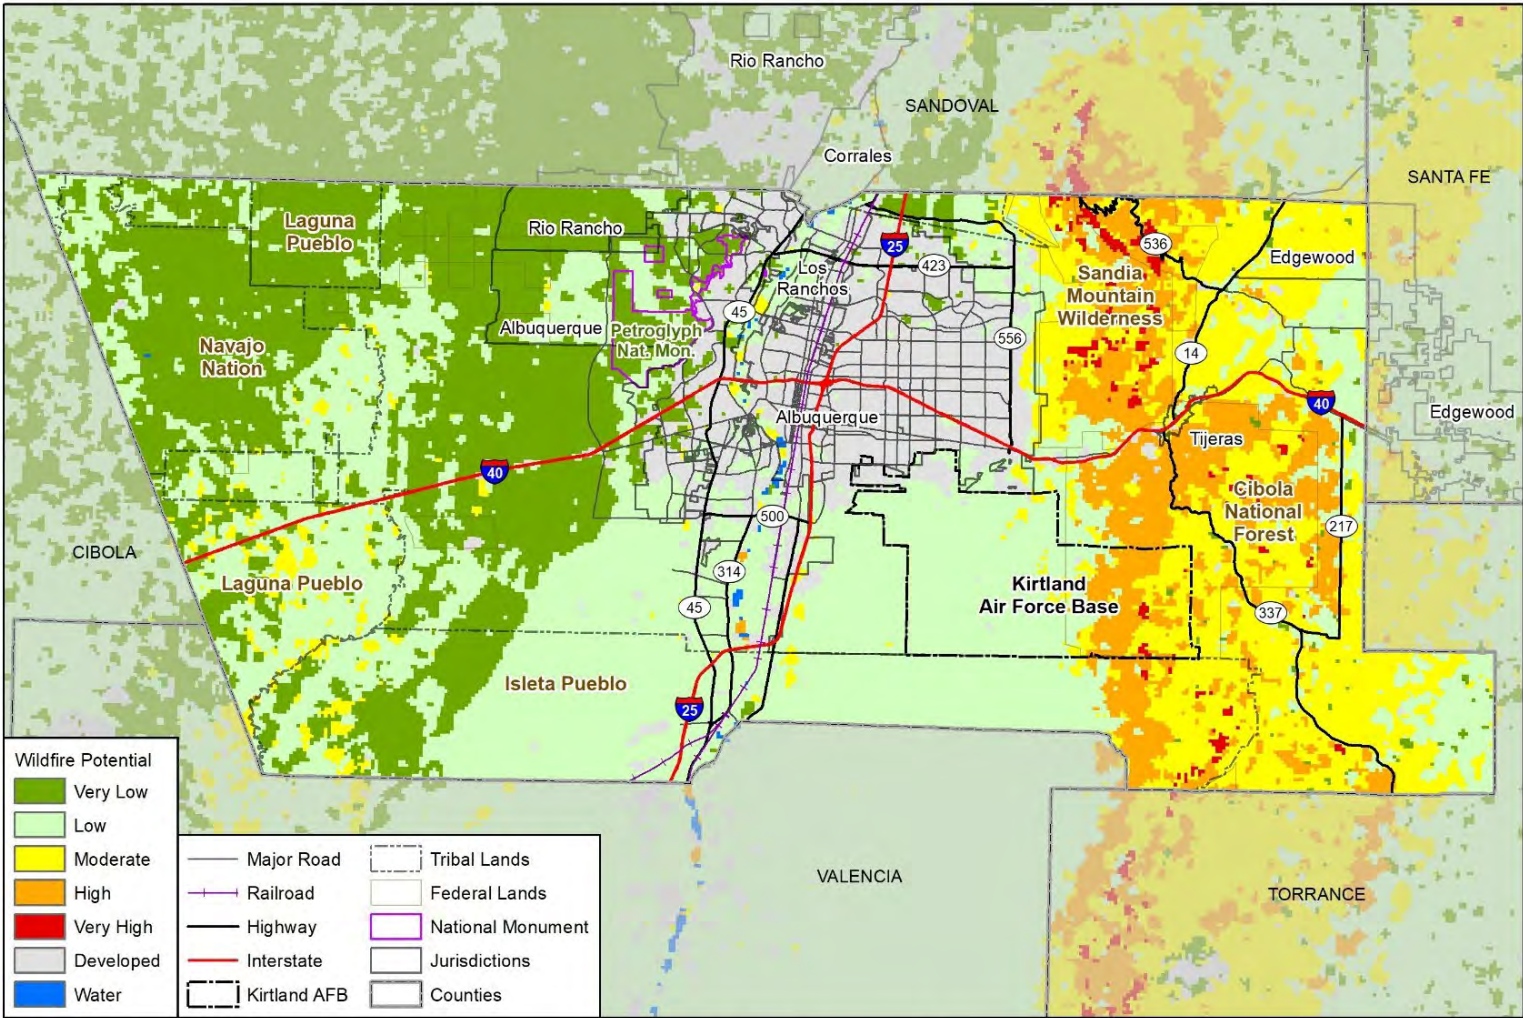 Rio Rancho
SANDOVAL
Corrales
SANTA FE
Laguna
Pueblo
Rio Rancho
25
423
536
Edgewood
Los
Ranchos
Sandia
Mountain
Wilderness
45
Albuquerque
Petroglyph
Nat. Mon.
Navajo
Nation
556
14
40
Albuquerque
Edgewood
Tijeras
40
Cibola
National
Forest
500
217
CIBOLA
Laguna Pueblo
314
Kirtland
Air Force Base
45
337
Isleta Pueblo
25
VALENCIA
TORRANCE
Wildfire Potential
Very Low
Low
Moderate
High
Very High
Developed
Water
Major Road
Railroad
Highway
Interstate
Kirtland AFB
Tribal Lands
Federal Lands
National Monument
Jurisdictions
Counties